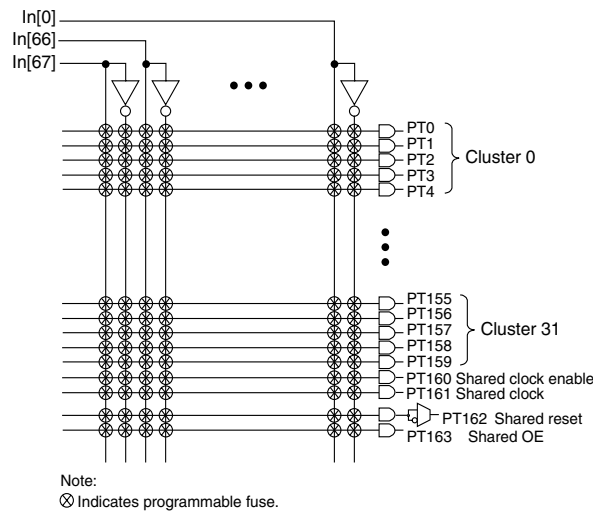 In[0]
In[66]
In[67]
PT0
PT1
PT2
PT3
PT4
Cluster 0
PT155
PT156
PT157
PT158
PT159
Cluster 31
PT160 Shared clock enable
PT161 Shared clock
PT162 Shared reset
PT163 Shared OE
Note:
Indicates programmable fuse.